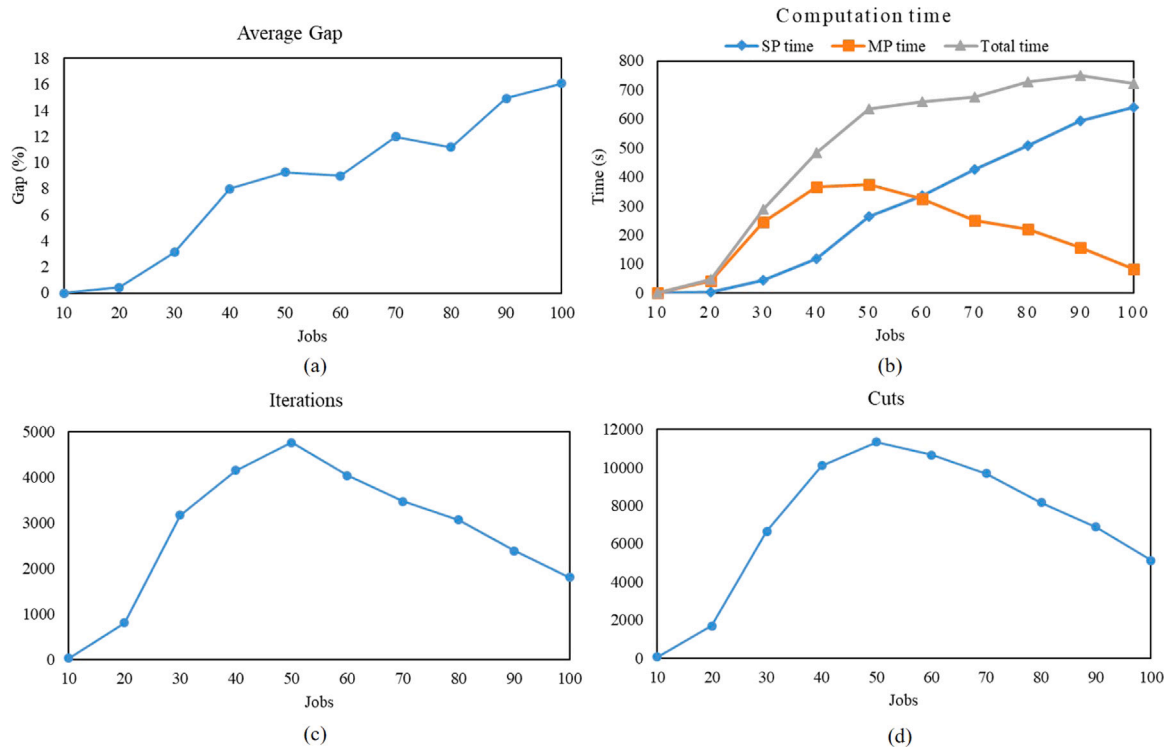 Average Gap
Gap (%)
18
16
14
12
10
8
6
4
2
0
10 20 30 40 50 60 70 80 90 100
Jobs
(a)
Computation time
SP time MP time Total time
Time (s)
800
700
600
500
400
300
200
100
0
10 20 30 40 50 60 70 80 90 100
Jobs
(b)
Iterations
5000
4000
3000
2000
1000
0
10 20 30 40 50 60 70 80 90 100
Jobs
(c)
Cuts
12000
10000
8000
6000
4000
2000
0
10 20 30 40 50 60 70 80 90 100
Jobs
(d)